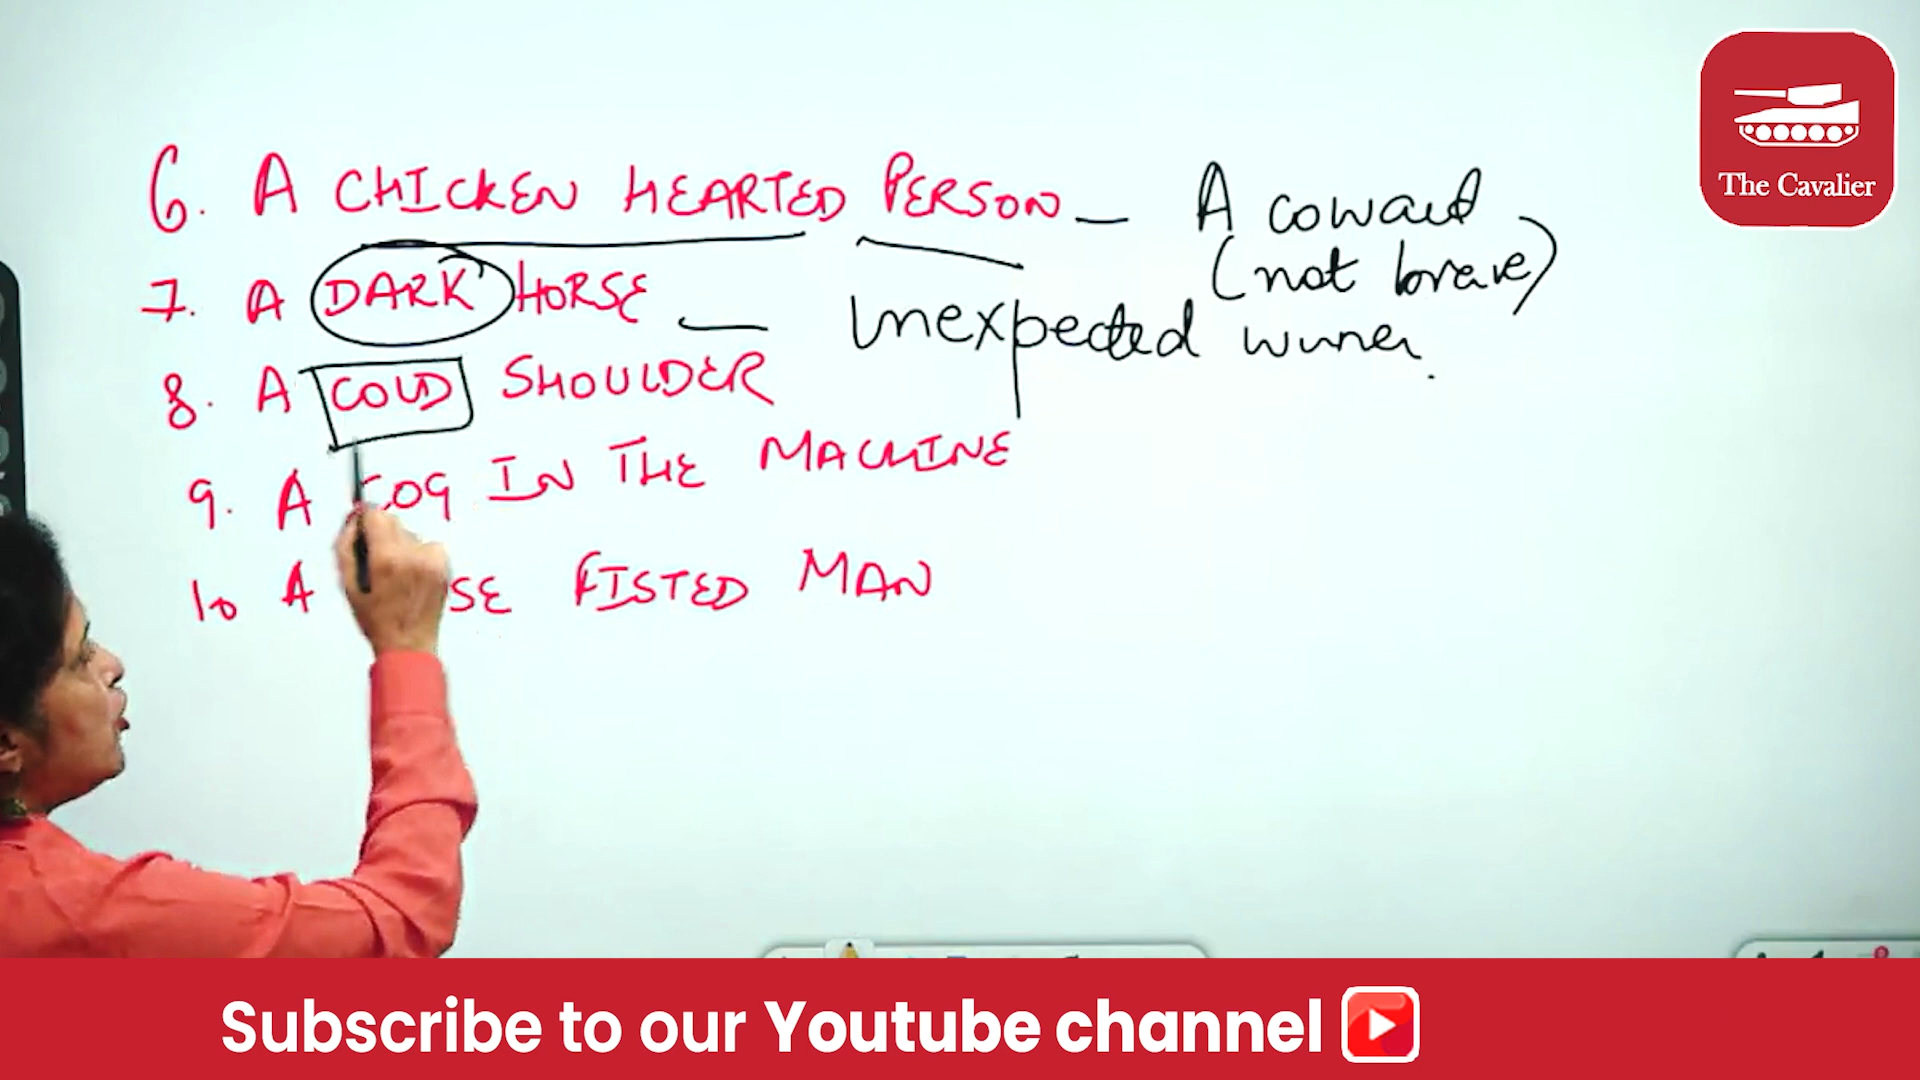 6. A CHICKEN HEARTED PERSON — A coward
(not brave)
7. A DARK HORSE — Unexpected winner.
8. A COLD SHOULDER
9. A COG IN THE MACHINE
10 A FISTED MAN
The Cavalier
Subscribe to our Youtube channel